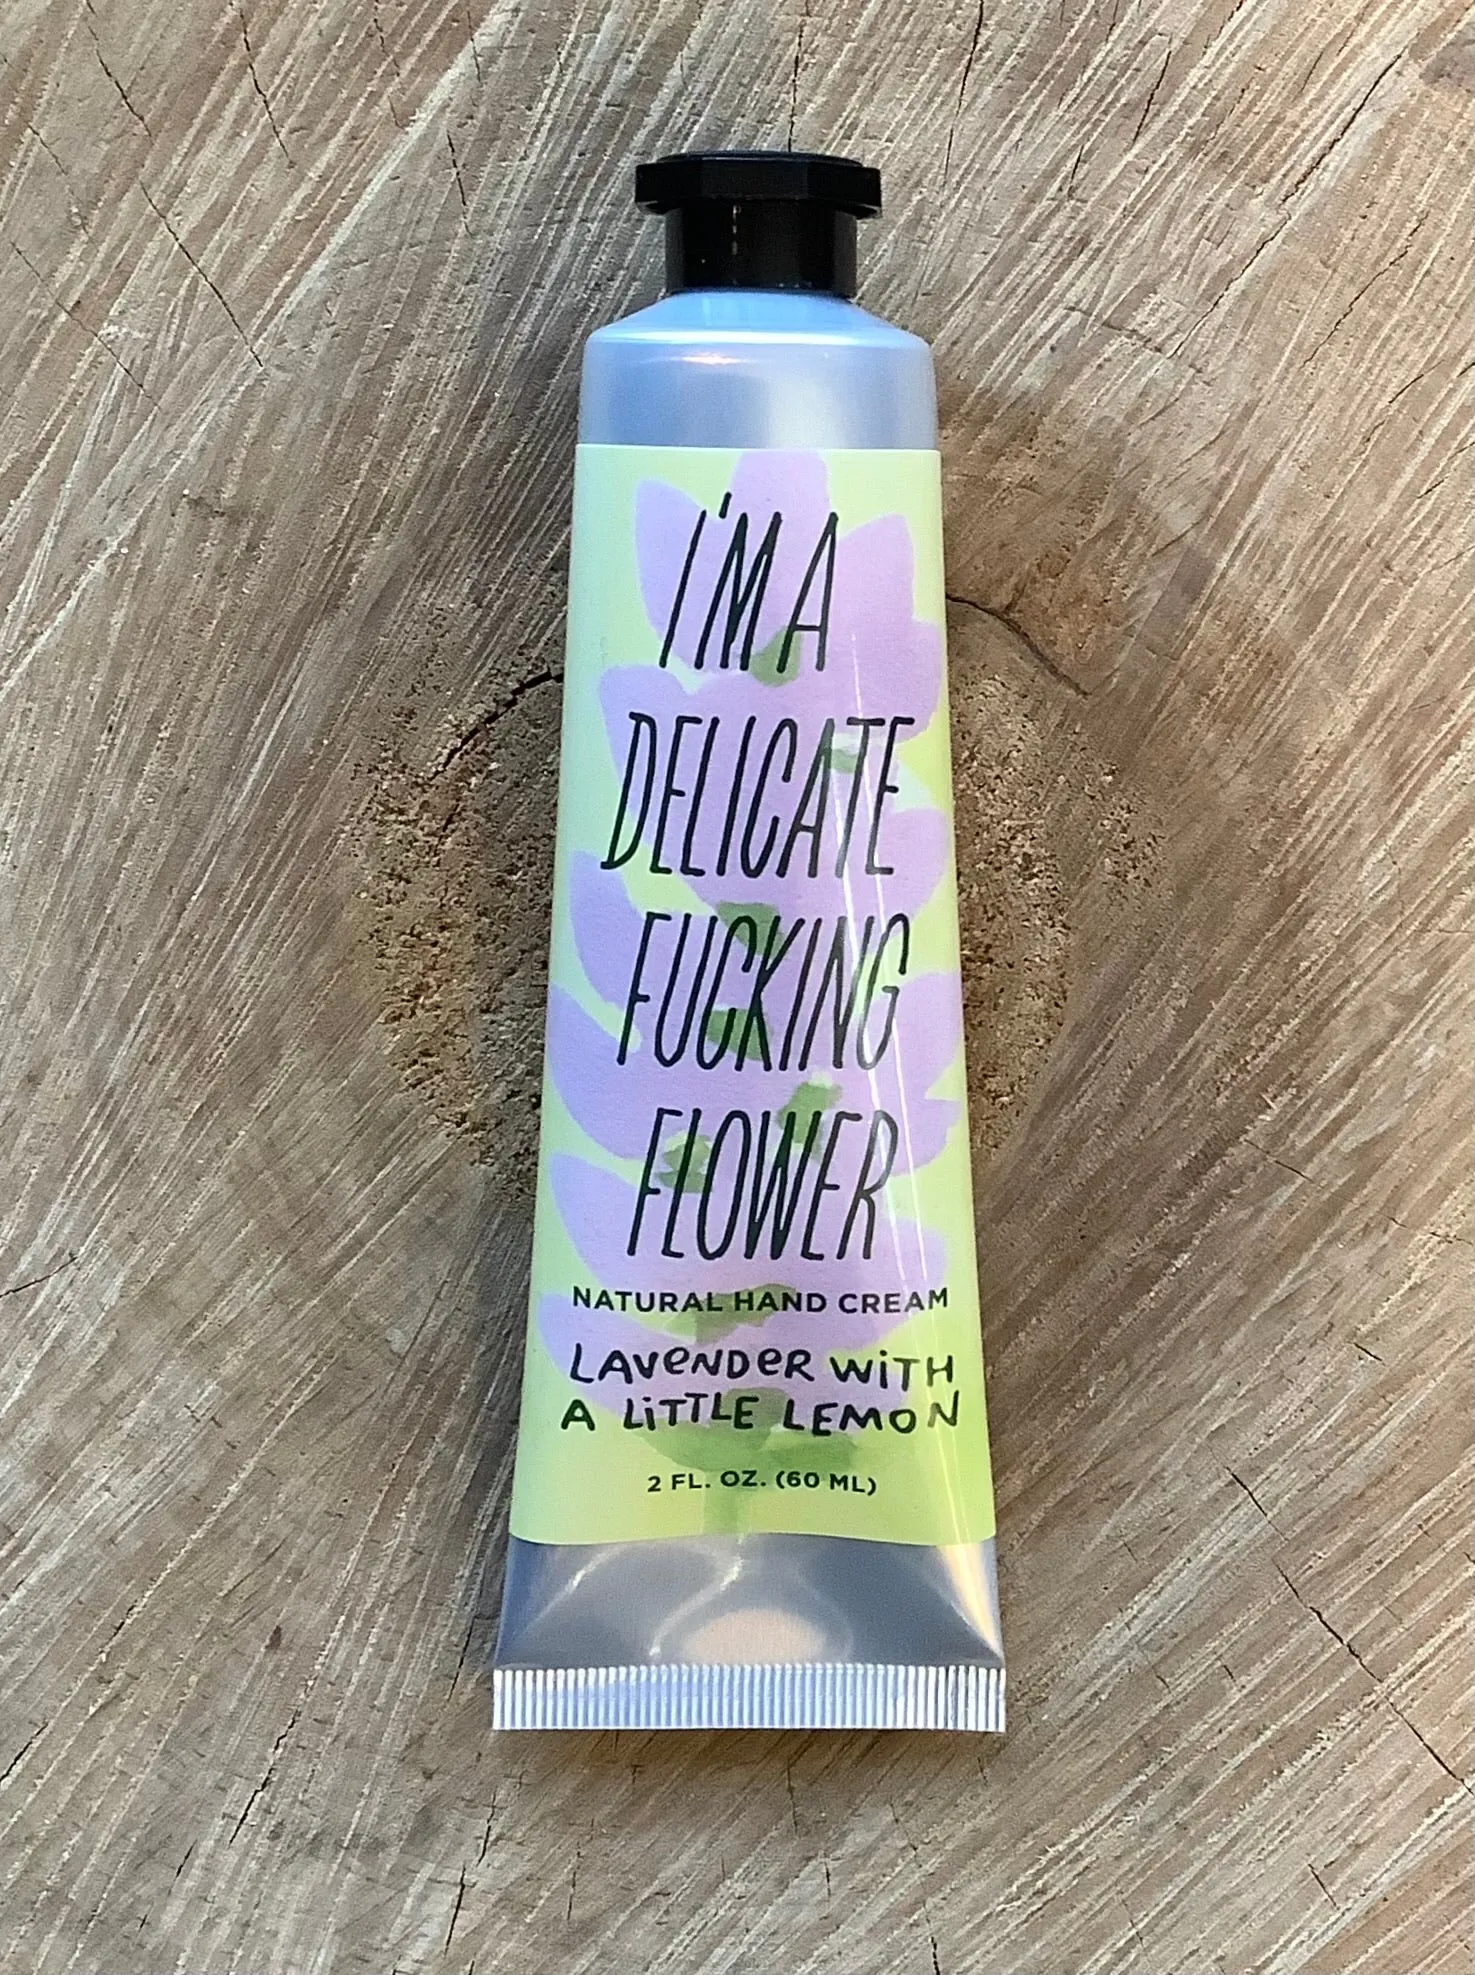 I'M A
DELICATE
FUCKING
FLOWER
NATURAL HAND CREAM
LAVeNDeR WiTH
A LiTTLE LEMON
2 FL. OZ. (60 ML)